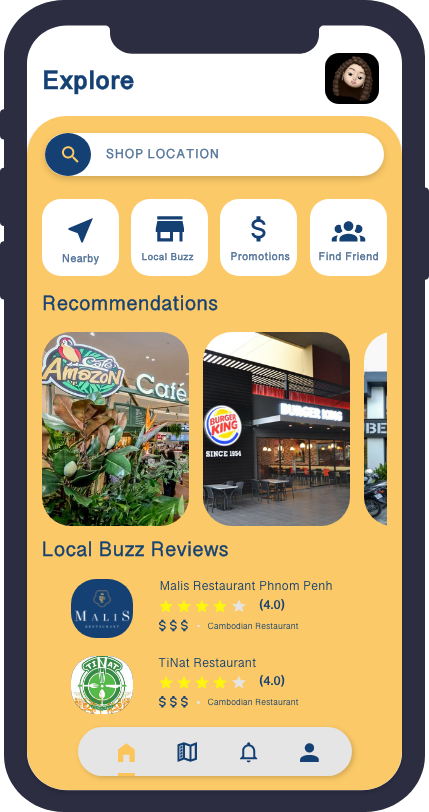 Explore
SHOP LOCATION
Nearby
Local Buzz
Promotions
Find Friend
Recommendations
Café
Amazon
Café
BURGER KING
BURGER
KING
SINCE 1954
BE
Local Buzz Reviews
MALIS
RESTAURANT
Malis Restaurant Phnom Penh
(4.0)
$ $ $ • Cambodian Restaurant
TINAT
TiNat Restaurant
(4.0)
$ $ $ • Cambodian Restaurant